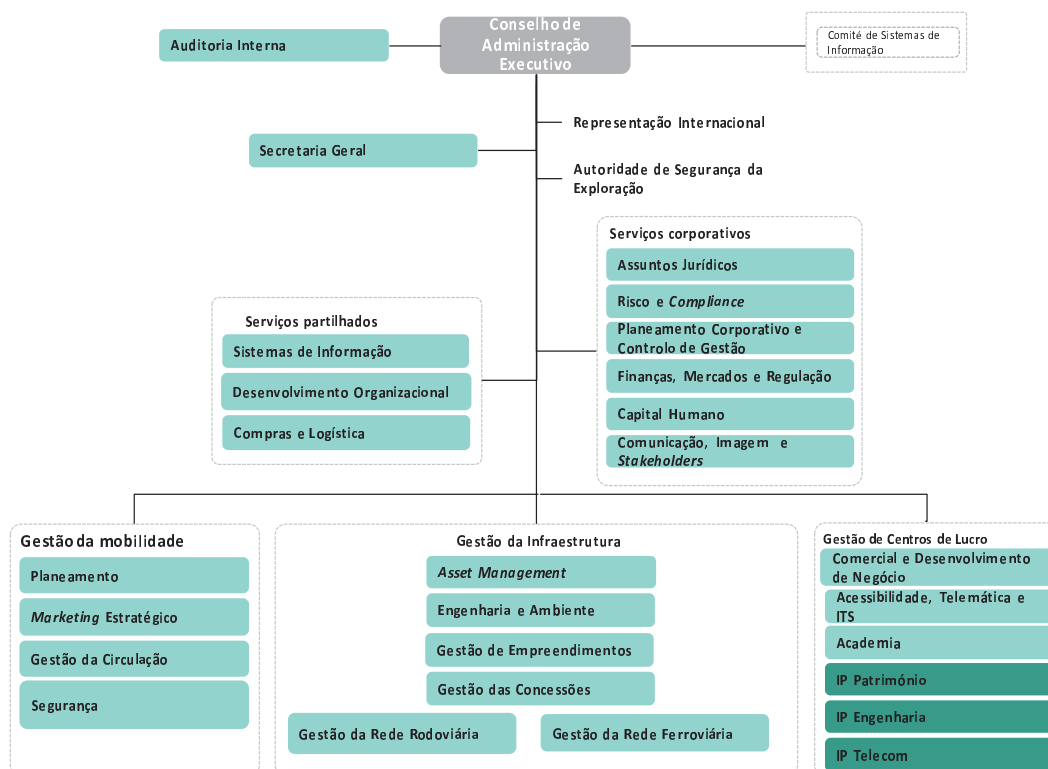 Conselho de
Administração
Executivo
Auditoria Interna
Comité de Sistemas de
Informação
Representação Internacional
Secretaria Geral
Autoridade de Segurança da
Exploração
Serviços corporativos
Assuntos Jurídicos
Risco e Compliance
Planeamento Corporativo e
Controlo de Gestão
Finanças, Mercados e Regulação
Capital Humano
Comunicação, Imagem e
Stakeholders
Serviços partilhados
Sistemas de Informação
Desenvolvimento Organizacional
Compras e Logística
Gestão da mobilidade
Planeamento
Marketing Estratégico
Gestão da Circulação
Segurança
Gestão da Infraestrutura
Asset Management
Engenharia e Ambiente
Gestão de Empreendimentos
Gestão das Concessões
Gestão da Rede Rodoviária
Gestão da Rede Ferroviária
Gestão de Centros de Lucro
Comercial e Desenvolvimento
de Negócio
Acessibilidade, Telemática e
ITS
Academia
IP Património
IP Engenharia
IP Telecom